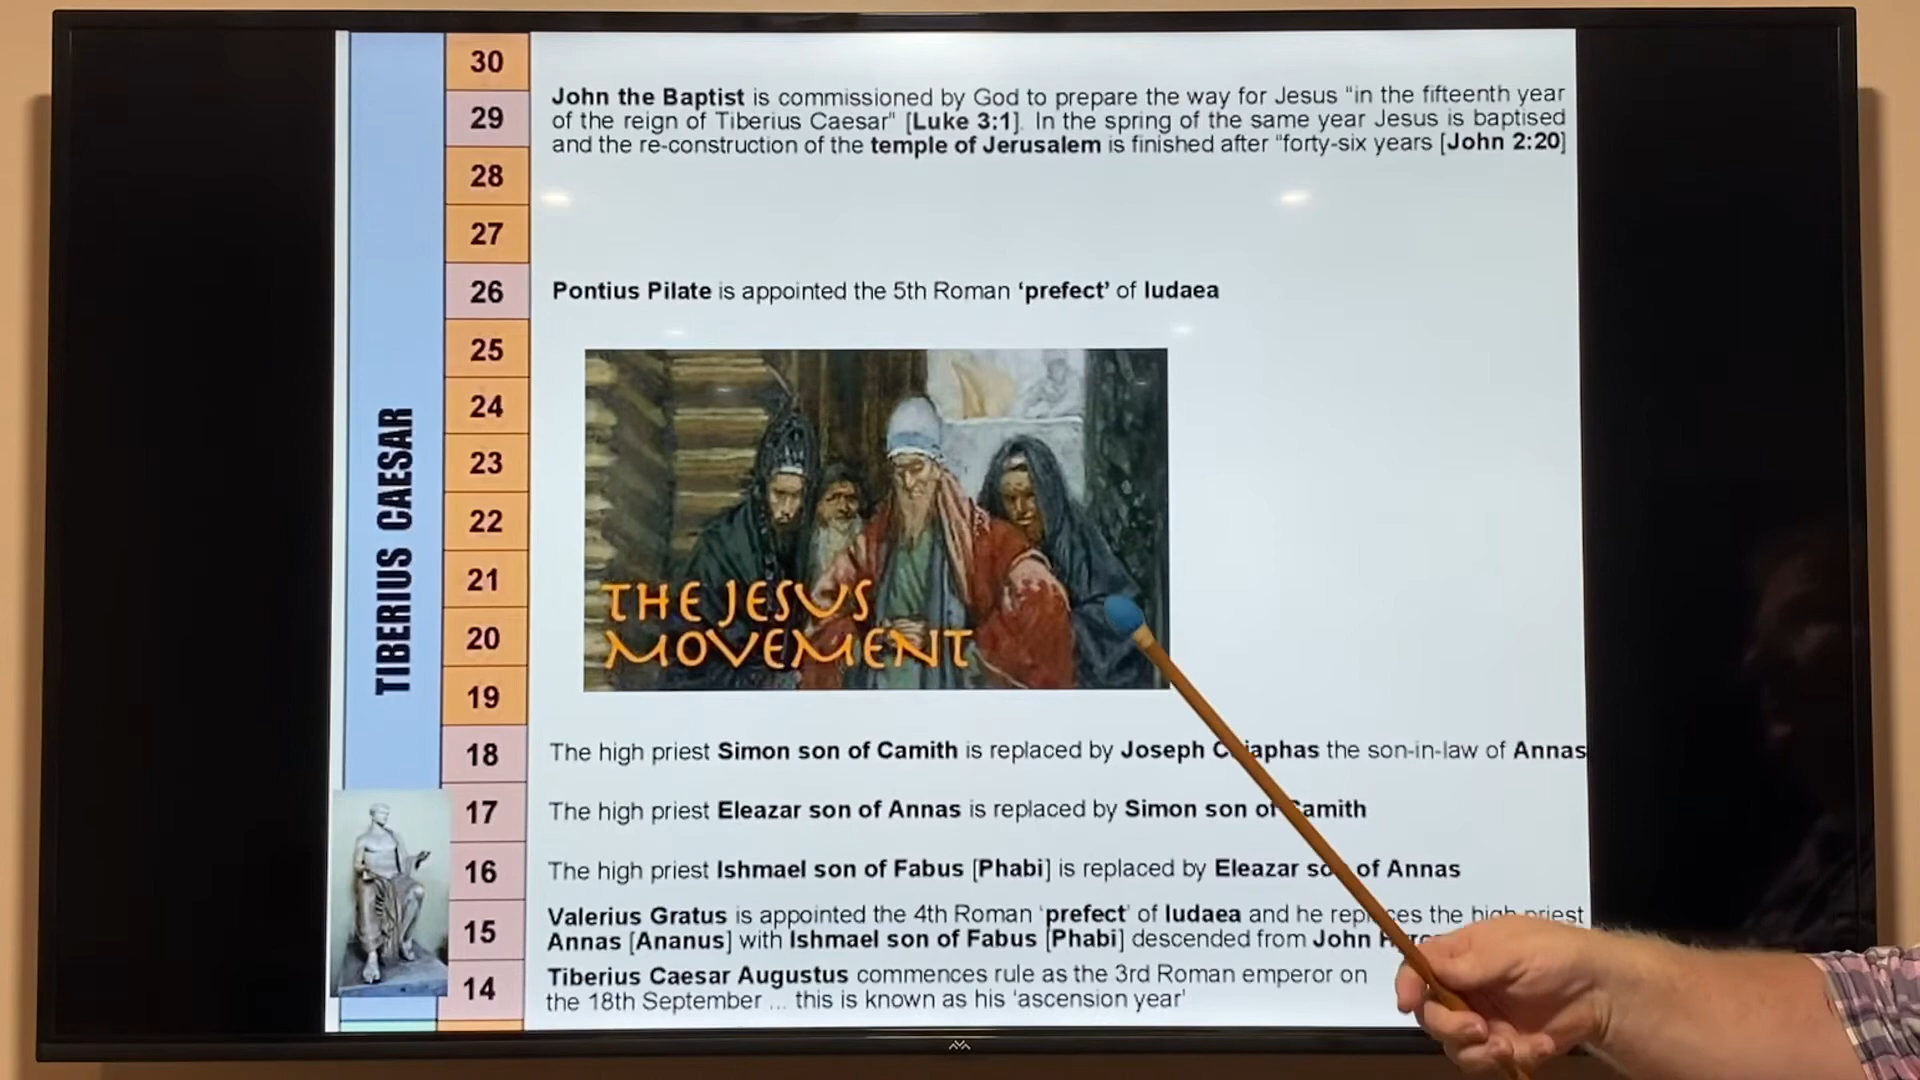 30
29
John the Baptist is commissioned by God to prepare the way for Jesus "in the fifteenth year
of the reign of Tiberius Caesar" [Luke 3:1]. In the spring of the same year Jesus is baptised
and the re-construction of the temple of Jerusalem is finished after "forty-six years [John 2:20]
28
27
26
Pontius Pilate is appointed the 5th Roman ‘prefect’ of Iudaea
25
24
23
22
21
20
19
TIBERIUS CAESAR
THE JESUS
MOVEMENT
18
The high priest Simon son of Camith is replaced by Joseph the son-in-law of Annas
17
The high priest Eleazar son of Annas is replaced by Simon son of Camith
16
The high priest Ishmael son of Fabus [Phabi] is replaced by Eleazar son of Annas
15
Valerius Gratus is appointed the 4th Roman ‘prefect’ of Iudaea and he replaces the high priest
Annas [Ananus] with Ishmael son of Fabus [Phabi] descended from John
14
Tiberius Caesar Augustus commences rule as the 3rd Roman emperor on
the 18th September ... this is known as his ‘ascension year’